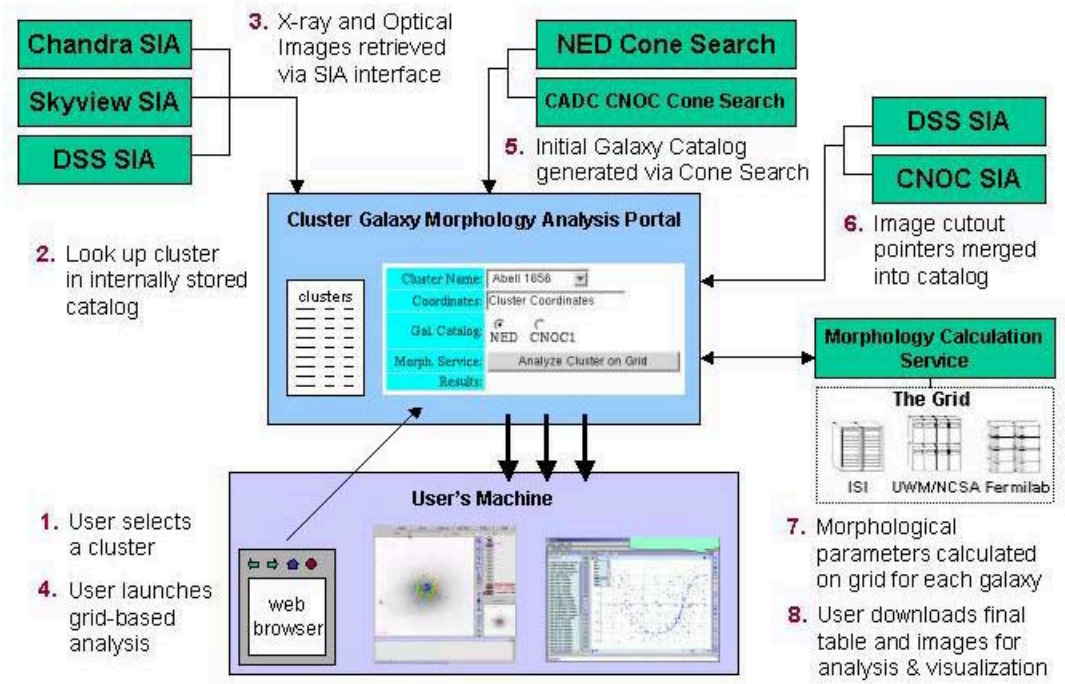 Chandra SIA
Skyview SIA
DSS SIA
3. X-ray and Optical
Images retrieved
via SIA interface
NED Cone Search
CADC CNOC Cone Search
5. Initial Galaxy Catalog
generated via Cone Search
DSS SIA
CNOC SIA
6. Image cutout
pointers merged
into catalog
2. Look up cluster
in internally stored
catalog
Cluster Galaxy Morphology Analysis Portal
clusters
Cluster Name: Abell 1656
Coordinates: Cluster Coordinates
Gal. Catalog: NED CNOC1
Morph. Service: Analyze Cluster on Grid
Results:
Morphology Calculation
Service
The Grid
ISI UWM/NCSA Fermilab
1. User selects
a cluster
4. User launches
grid-based
analysis
User's Machine
web
browser
7. Morphological
parameters calculated
on grid for each galaxy
8. User downloads final
table and images for
analysis & visualization